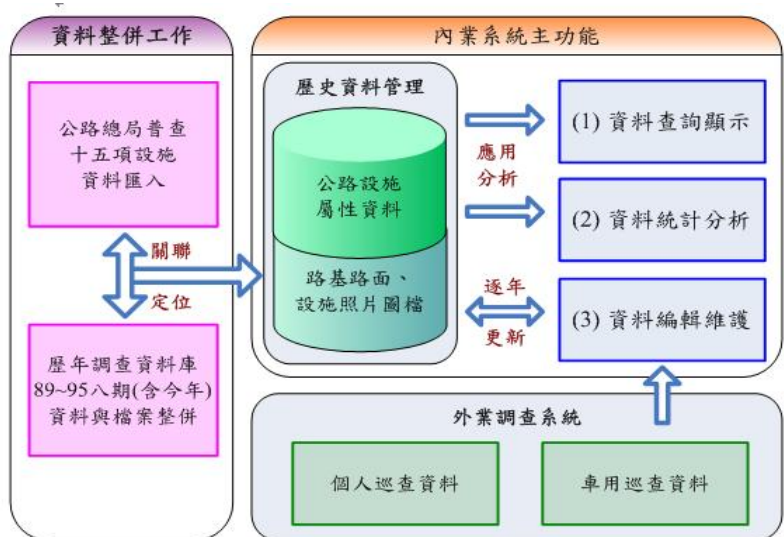 資料整併工作
公路總局普查
十五項設施
資料匯入
關聯
定位
歷年調查資料庫
89~95八期(含今年)
資料與檔案整併
內業系統主功能
歷史資料管理
公路設施
屬性資料
路基路面、
設施照片圖檔
應用
分析
逐年
更新
(1) 資料查詢顯示
(2) 資料統計分析
(3) 資料編輯維護
外業調查系統
個人巡查資料
車用巡查資料